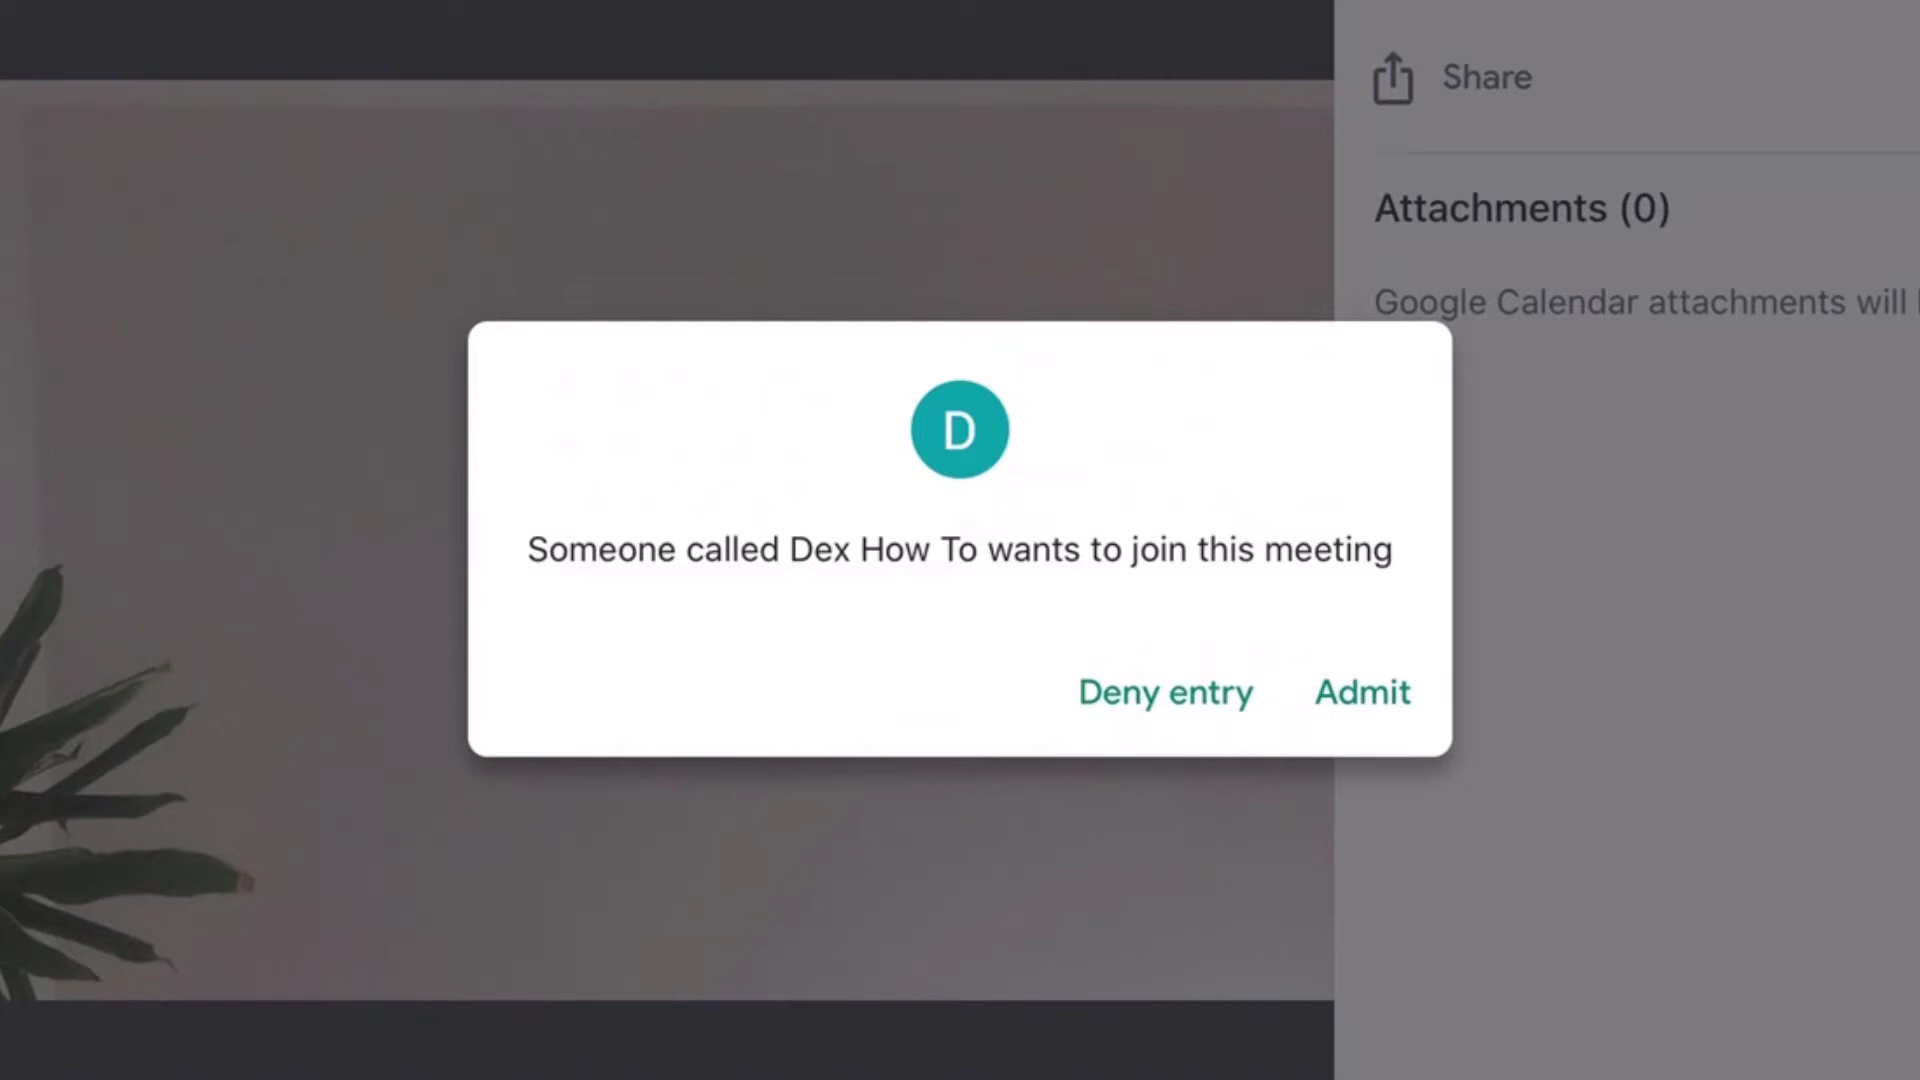 Share
Attachments (0)
Google Calendar attachments will
D
Someone called Dex How To wants to join this meeting
Deny entry
Admit